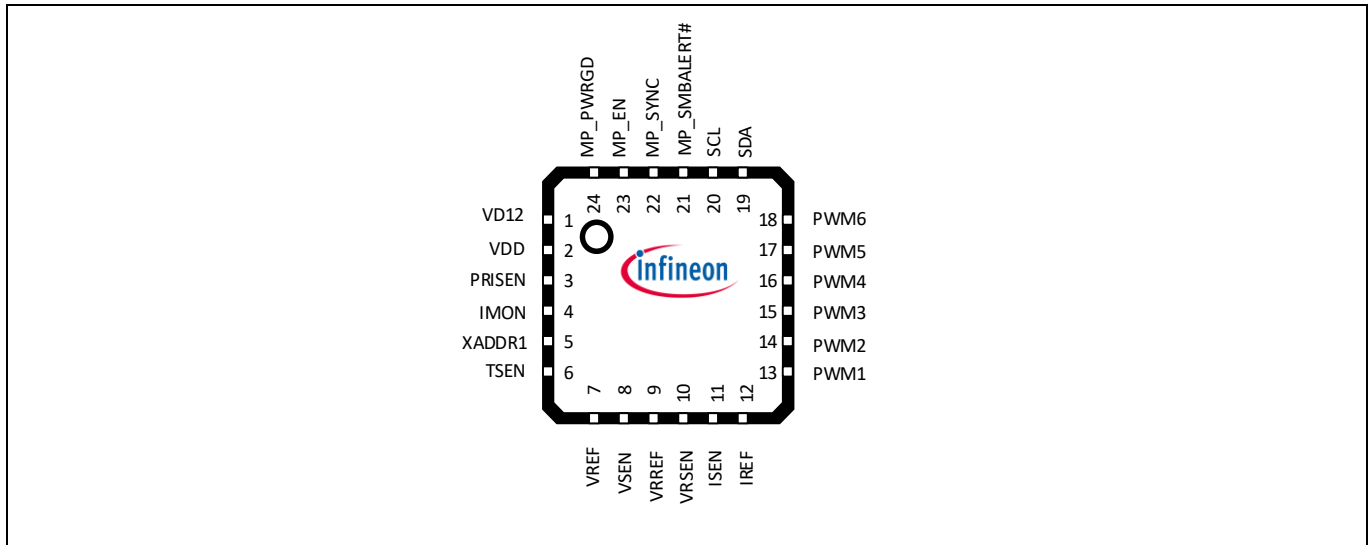 MP_PWRGD
MP_EN
MP_SYNC
MP_SMBALERT#
SCL
SDA
24
23
22
21
20
19
VD12 1
VDD 2
PRISEN 3
IMON 4
XADDR1 5
TSEN 6
infineon
18 PWM6
17 PWM5
16 PWM4
15 PWM3
14 PWM2
13 PWM1
7
8
9
10
11
12
VREF
VSEN
VRREF
VRSEN
ISEN
IREF